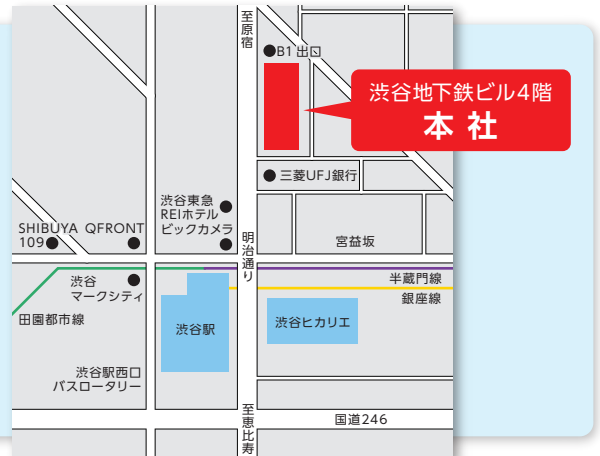 至原宿
B1出口
渋谷地下鉄ビル4階
本社
三菱UFJ銀行
渋谷東急
REIホテル
ビックカメラ
SHIBUYA
109
QFRONT
明治通り
宮益坂
渋谷
マークシティ
半蔵門線
銀座線
田園都市線
渋谷駅
渋谷ヒカリエ
渋谷駅西口
バスロータリー
至恵比寿
国道246